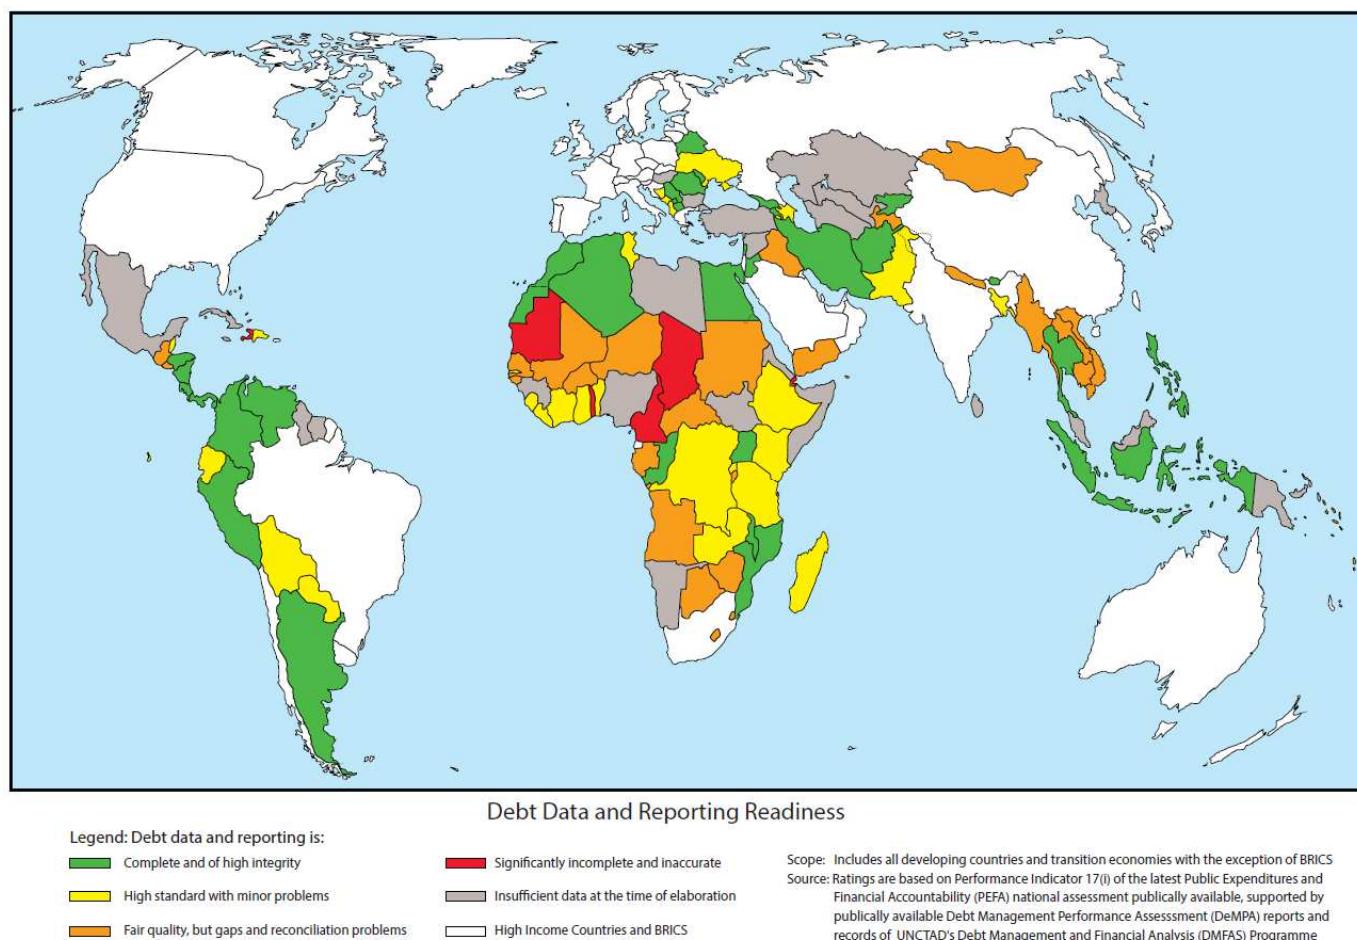 Debt Data and Reporting Readiness
Legend: Debt data and reporting is:
Complete and of high integrity
High standard with minor problems
Fair quality, but gaps and reconciliation problems
Significantly incomplete and inaccurate
Insufficient data at the time of elaboration
High Income Countries and BRICS
Scope: Includes all developing countries and transition economies with the exception of BRICS
Source: Ratings are based on Performance Indicator 17(i) of the latest Public Expenditures and
Financial Accountability (PEFA) national assessment publically available, supported by
publically available Debt Management Performance Assesssment (DeMPA) reports and
records of UNCTAD's Debt Management and Financial Analysis (DMFAS) Programme